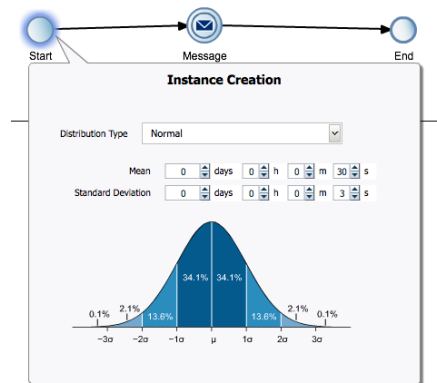 Start Message End
Instance Creation
Distribution Type Normal
Mean 0 days 0 h 0 m 30 s
Standard Deviation 0 days 0 h 0 m 3 s
34.1% 34.1%
0.1% 2.1% 13.6% 13.6% 2.1% 0.1%
−3σ −2σ −1σ µ 1σ 2σ 3σ